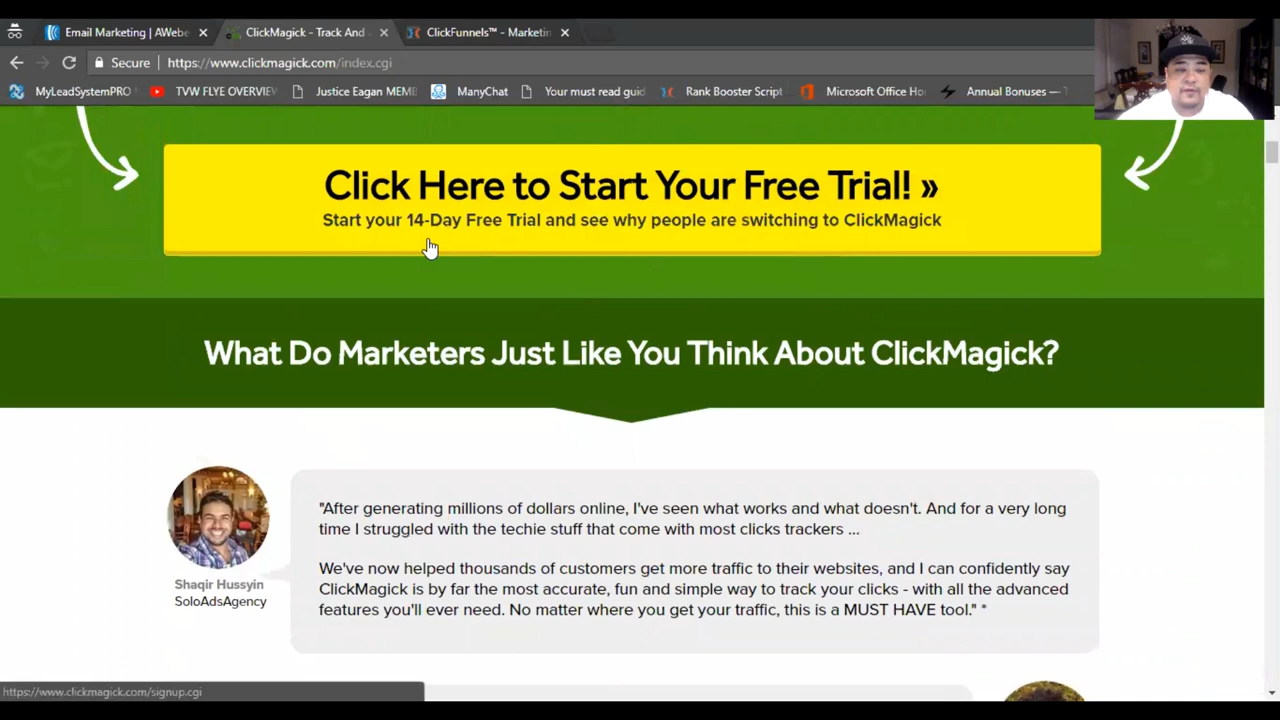 Email Marketing | AWebe
ClickMagick - Track And
ClickFunnels™ - Marketin
Secure
https://www.clickmagick.com/index.cgi
MyLeadSystemPRO
TVW FLYE OVERVIEW
Justice Eagan MEMB
ManyChat
Your must read guid
Rank Booster Script
Microsoft Office Ho
Annual Bonuses —
Click Here to Start Your Free Trial! »
Start your 14-Day Free Trial and see why people are switching to ClickMagick
What Do Marketers Just Like You Think About ClickMagick?
"After generating millions of dollars online, I've seen what works and what doesn't. And for a very long
time I struggled with the techie stuff that come with most clicks trackers ...
We've now helped thousands of customers get more traffic to their websites, and I can confidently say
ClickMagick is by far the most accurate, fun and simple way to track your clicks - with all the advanced
features you'll ever need. No matter where you get your traffic, this is a MUST HAVE tool." *
Shaqir Hussyin
SoloAdsAgency
https://www.clickmagick.com/signup.cgi